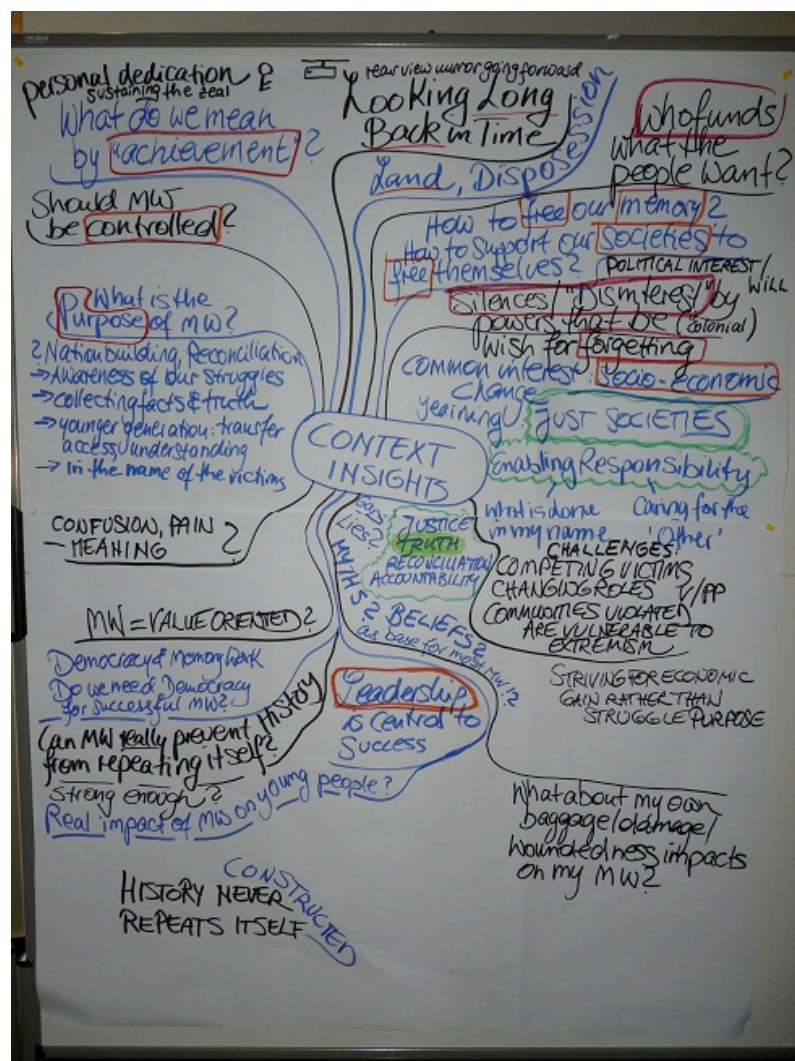 personal dedication
sustaining the zeal
What do we mean
by "achievement"?
Should MW
be controlled?
What is the
Purpose of MW?
? Nationbuilding, Reconciliation
→ Awareness of our struggles
→ collecting facts & truth
→ younger generation: transfer
access/understanding
→ in the name of the victims
CONFUSION, PAIN
- MEANING ?
MW = VALUE ORIENTED?
Democracy & Memory Work
Do we need Democracy
for successful MW?
Can MW really prevent History
from repeating itself?
strong enough?
Real impact of MW on young people?
CONSTRUCTED
HISTORY NEVER
REPEATS ITSELF
rear view mirror going forward
Looking Long
Back in Time
Land, Dispossession
Who funds
what the
people want?
How to free our memory?
How to support our societies to
free themselves?
POLITICAL INTEREST/
WILL
Silences/"Disinterest" by
powers that be (colonial)
wish for forgetting
common interest: socio-economic
change
yearning
JUST SOCIETIES
Enabling Responsibility
what is done
in my name
Caring for the
'Other'
CONTEXT
INSIGHTS
Lies?
MYTHS?
JUSTICE
TRUTH
RECONCILIATION
ACCOUNTABILITY
BELIEFS?
as base for most MW!?
Leadership
is central to
success
CHALLENGES:
COMPETING VICTIMS
CHANGING ROLES V/PP
COMMUNITIES VIOLATED
ARE VULNERABLE TO
EXTREMISM
STRIVING FOR ECONOMIC
GAIN RATHER THAN
STRUGGLE PURPOSE
What about my own
baggage/damage/
woundedness impacts
on my MW?